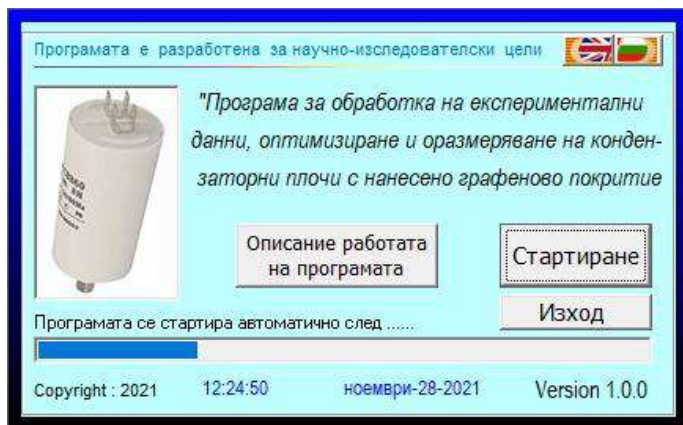 Програмата е разработена за научно-изследователски цели
"Програма за обработка на експериментални
данни, оптимизиране и оразмеряване на конден-
заторни плочи с нанесено графеново покритие
Описание работата
на програмата
Стартиране
Изход
Програмата се стартира автоматично след ......
Copyright : 2021 12:24:50 ноември-28-2021 Version 1.0.0